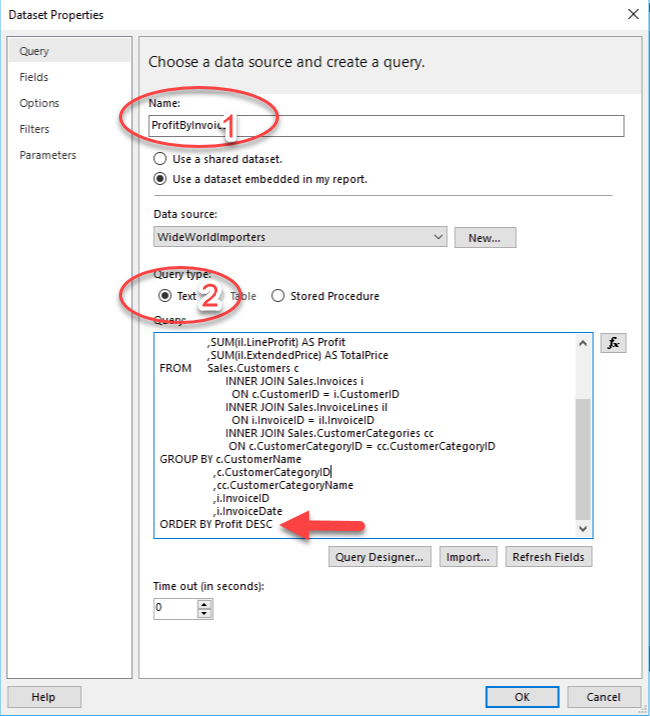 Dataset Properties
Query
Fields
Options
Filters
Parameters
Choose a data source and create a query.
Name:
1
Use a shared dataset.
Use a dataset embedded in my report.
Data source:
WideWorldImporters
New...
Query type:
Text 2 Table Stored Procedure
Query:
,SUM(il.LineProfit) AS Profit
,SUM(il.ExtendedPrice) AS TotalPrice
FROM Sales.Customers c
INNER JOIN Sales.Invoices i
ON c.CustomerID = i.CustomerID
INNER JOIN Sales.InvoiceLines il
ON i.InvoiceID = il.InvoiceID
INNER JOIN Sales.CustomerCategories cc
ON c.CustomerCategoryID = cc.CustomerCategoryID
GROUP BY c.CustomerName
,c.CustomerCategoryID
,cc.CustomerCategoryName
,i.InvoiceID
,i.InvoiceDate
ORDER BY Profit DESC
fx
Query Designer... Import... Refresh Fields
Time out (in seconds):
0
Help OK Cancel